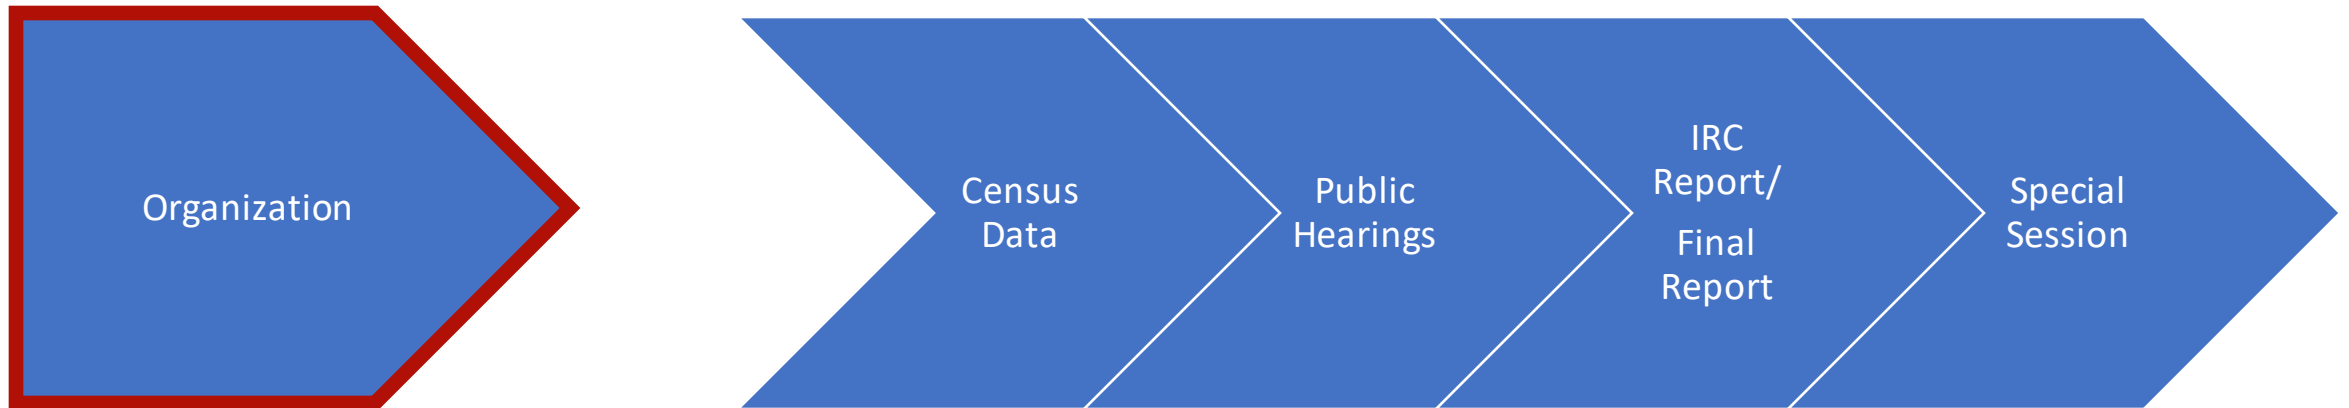 Organization
Census
Data
Public
Hearings
IRC
Report/
Final
Report
Special
Session